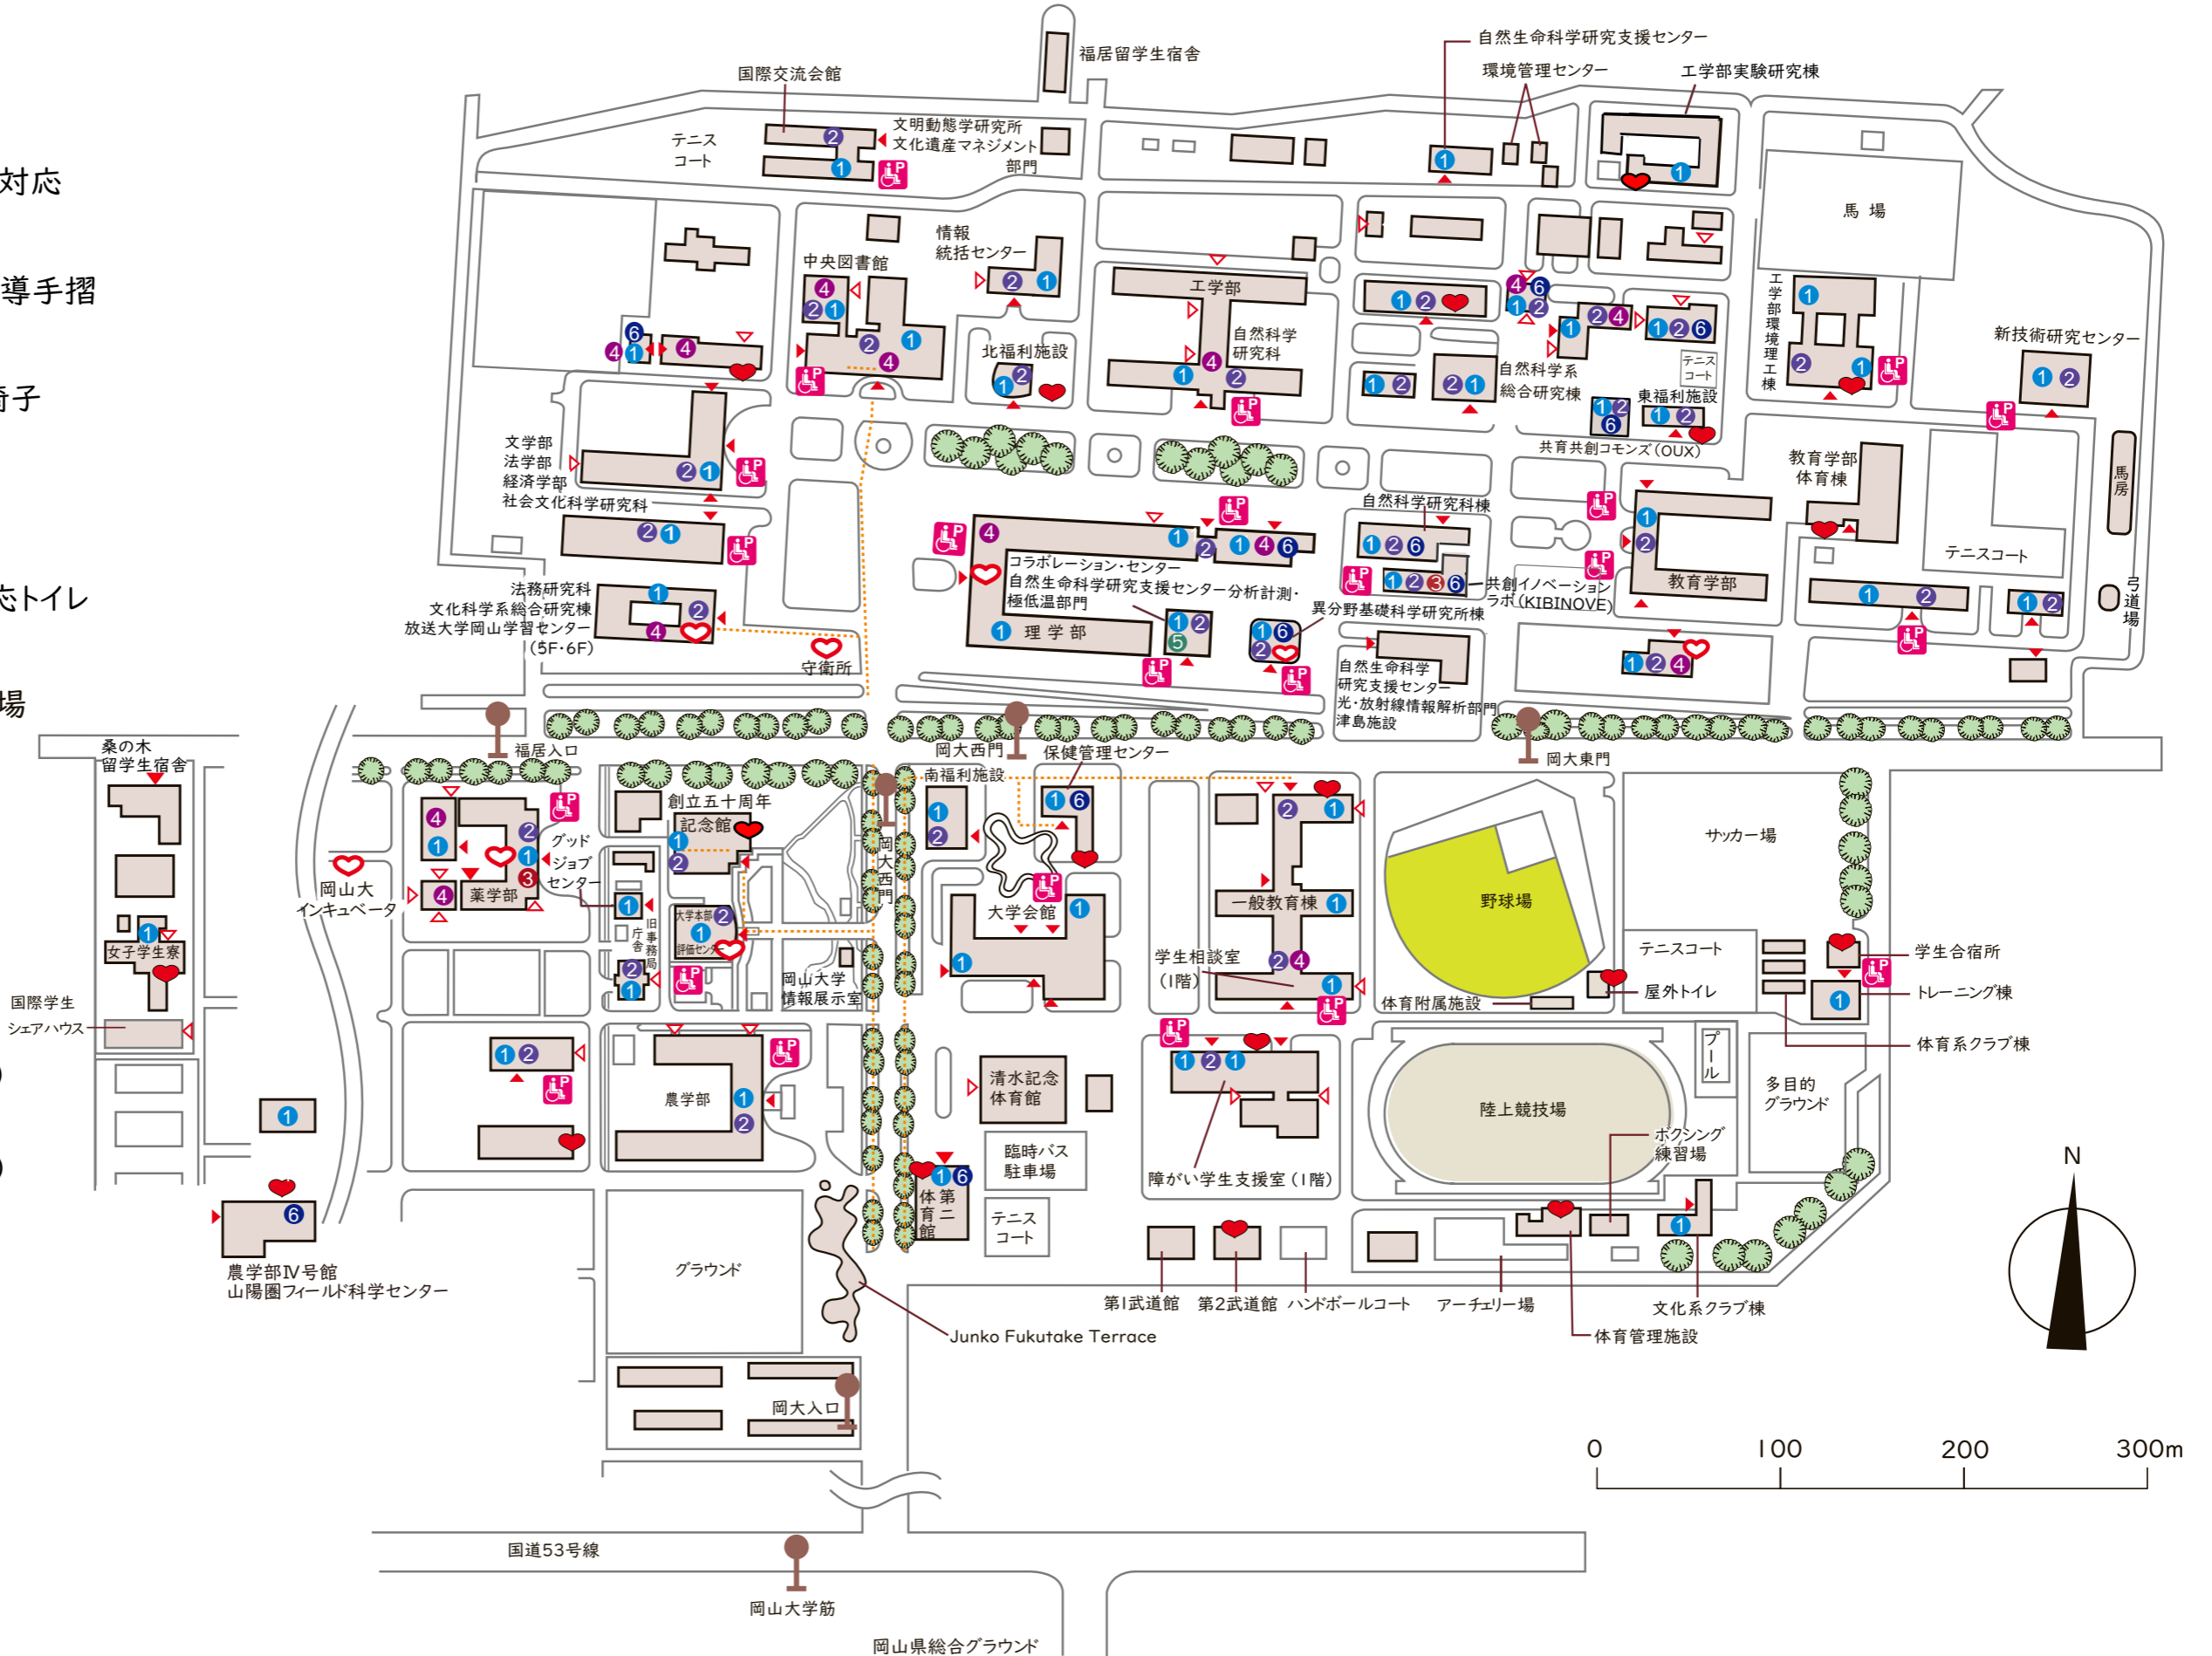 対応
導手摺
椅子
応トイレ
場
)
)
福居留学生宿舎
国際交流会館
自然生命科学研究支援センター
環境管理センター
工学部実験研究棟
テニス
コート
文明動態学研究所
文化遺産マネジメント
部門
馬 場
情報
統括センター
中央図書館
工学部
自然科学
研究科
北福利施設
自然科学系
総合研究棟
テニス
コート
東福利施設
共育共創コモンズ(OUX)
工学部環境理工棟
新技術研究センター
文学部
法学部
経済学部
社会文化科学研究科
教育学部
体育棟
馬房
テニスコート
弓道場
自然科学研究科棟
コラボレーション・センター
自然生命科学研究支援センター分析計測・
極低温部門
共創イノベーション
ラボ(KIBINOVE)
教育学部
法務研究科
文化科学系総合研究棟
放送大学岡山学習センター
(5F・6F)
異分野基礎科学研究所棟
理学部
守衛所
自然生命科学
研究支援センター
光・放射線情報解析部門
津島施設
福居入口
岡大西門
岡大東門
保健管理センター
南福利施設
桑の木
留学生宿舎
創立五十周年
記念館
グッド
ジョブ
センター
岡大西門
サッカー場
岡山大
インキュベータ
薬学部
大学本部
評価センター
旧事務局
庁舎
大学会館
一般教育棟
野球場
女子学生寮
テニスコート
学生合宿所
学生相談室
(1階)
岡山大学
情報展示室
体育附属施設
屋外トイレ
トレーニング棟
国際学生
シェアハウス
体育系クラブ棟
プール
農学部
清水記念
体育館
陸上競技場
多目的
グラウンド
臨時バス
駐車場
ボクシング
練習場
障がい学生支援室(1階)
第二
体育館
テニス
コート
N
グラウンド
農学部Ⅳ号館
山陽圏フィールド科学センター
第1武道館
第2武道館
ハンドボールコート
アーチェリー場
文化系クラブ棟
体育管理施設
Junko Fukutake Terrace
岡大入口
0 100 200 300m
国道53号線
岡山大学筋
岡山県総合グラウンド